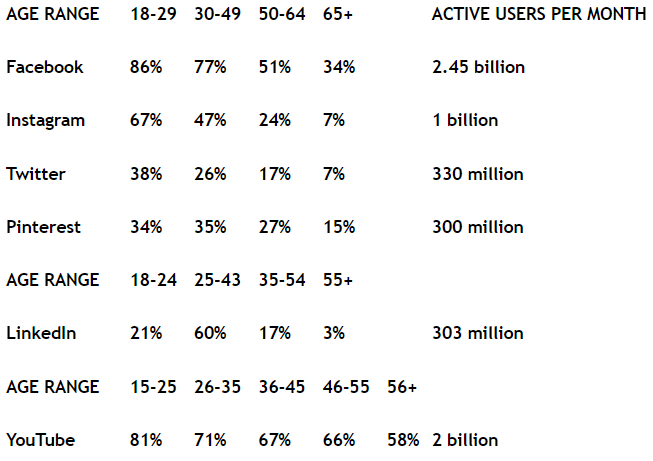 AGE RANGE 18-29 30-49 50-64 65+ ACTIVE USERS PER MONTH
Facebook 86% 77% 51% 34% 2.45 billion
Instagram 67% 47% 24% 7% 1 billion
Twitter 38% 26% 17% 7% 330 million
Pinterest 34% 35% 27% 15% 300 million
AGE RANGE 18-24 25-43 35-54 55+
LinkedIn 21% 60% 17% 3% 303 million
AGE RANGE 15-25 26-35 36-45 46-55 56+
YouTube 81% 71% 67% 66% 58% 2 billion